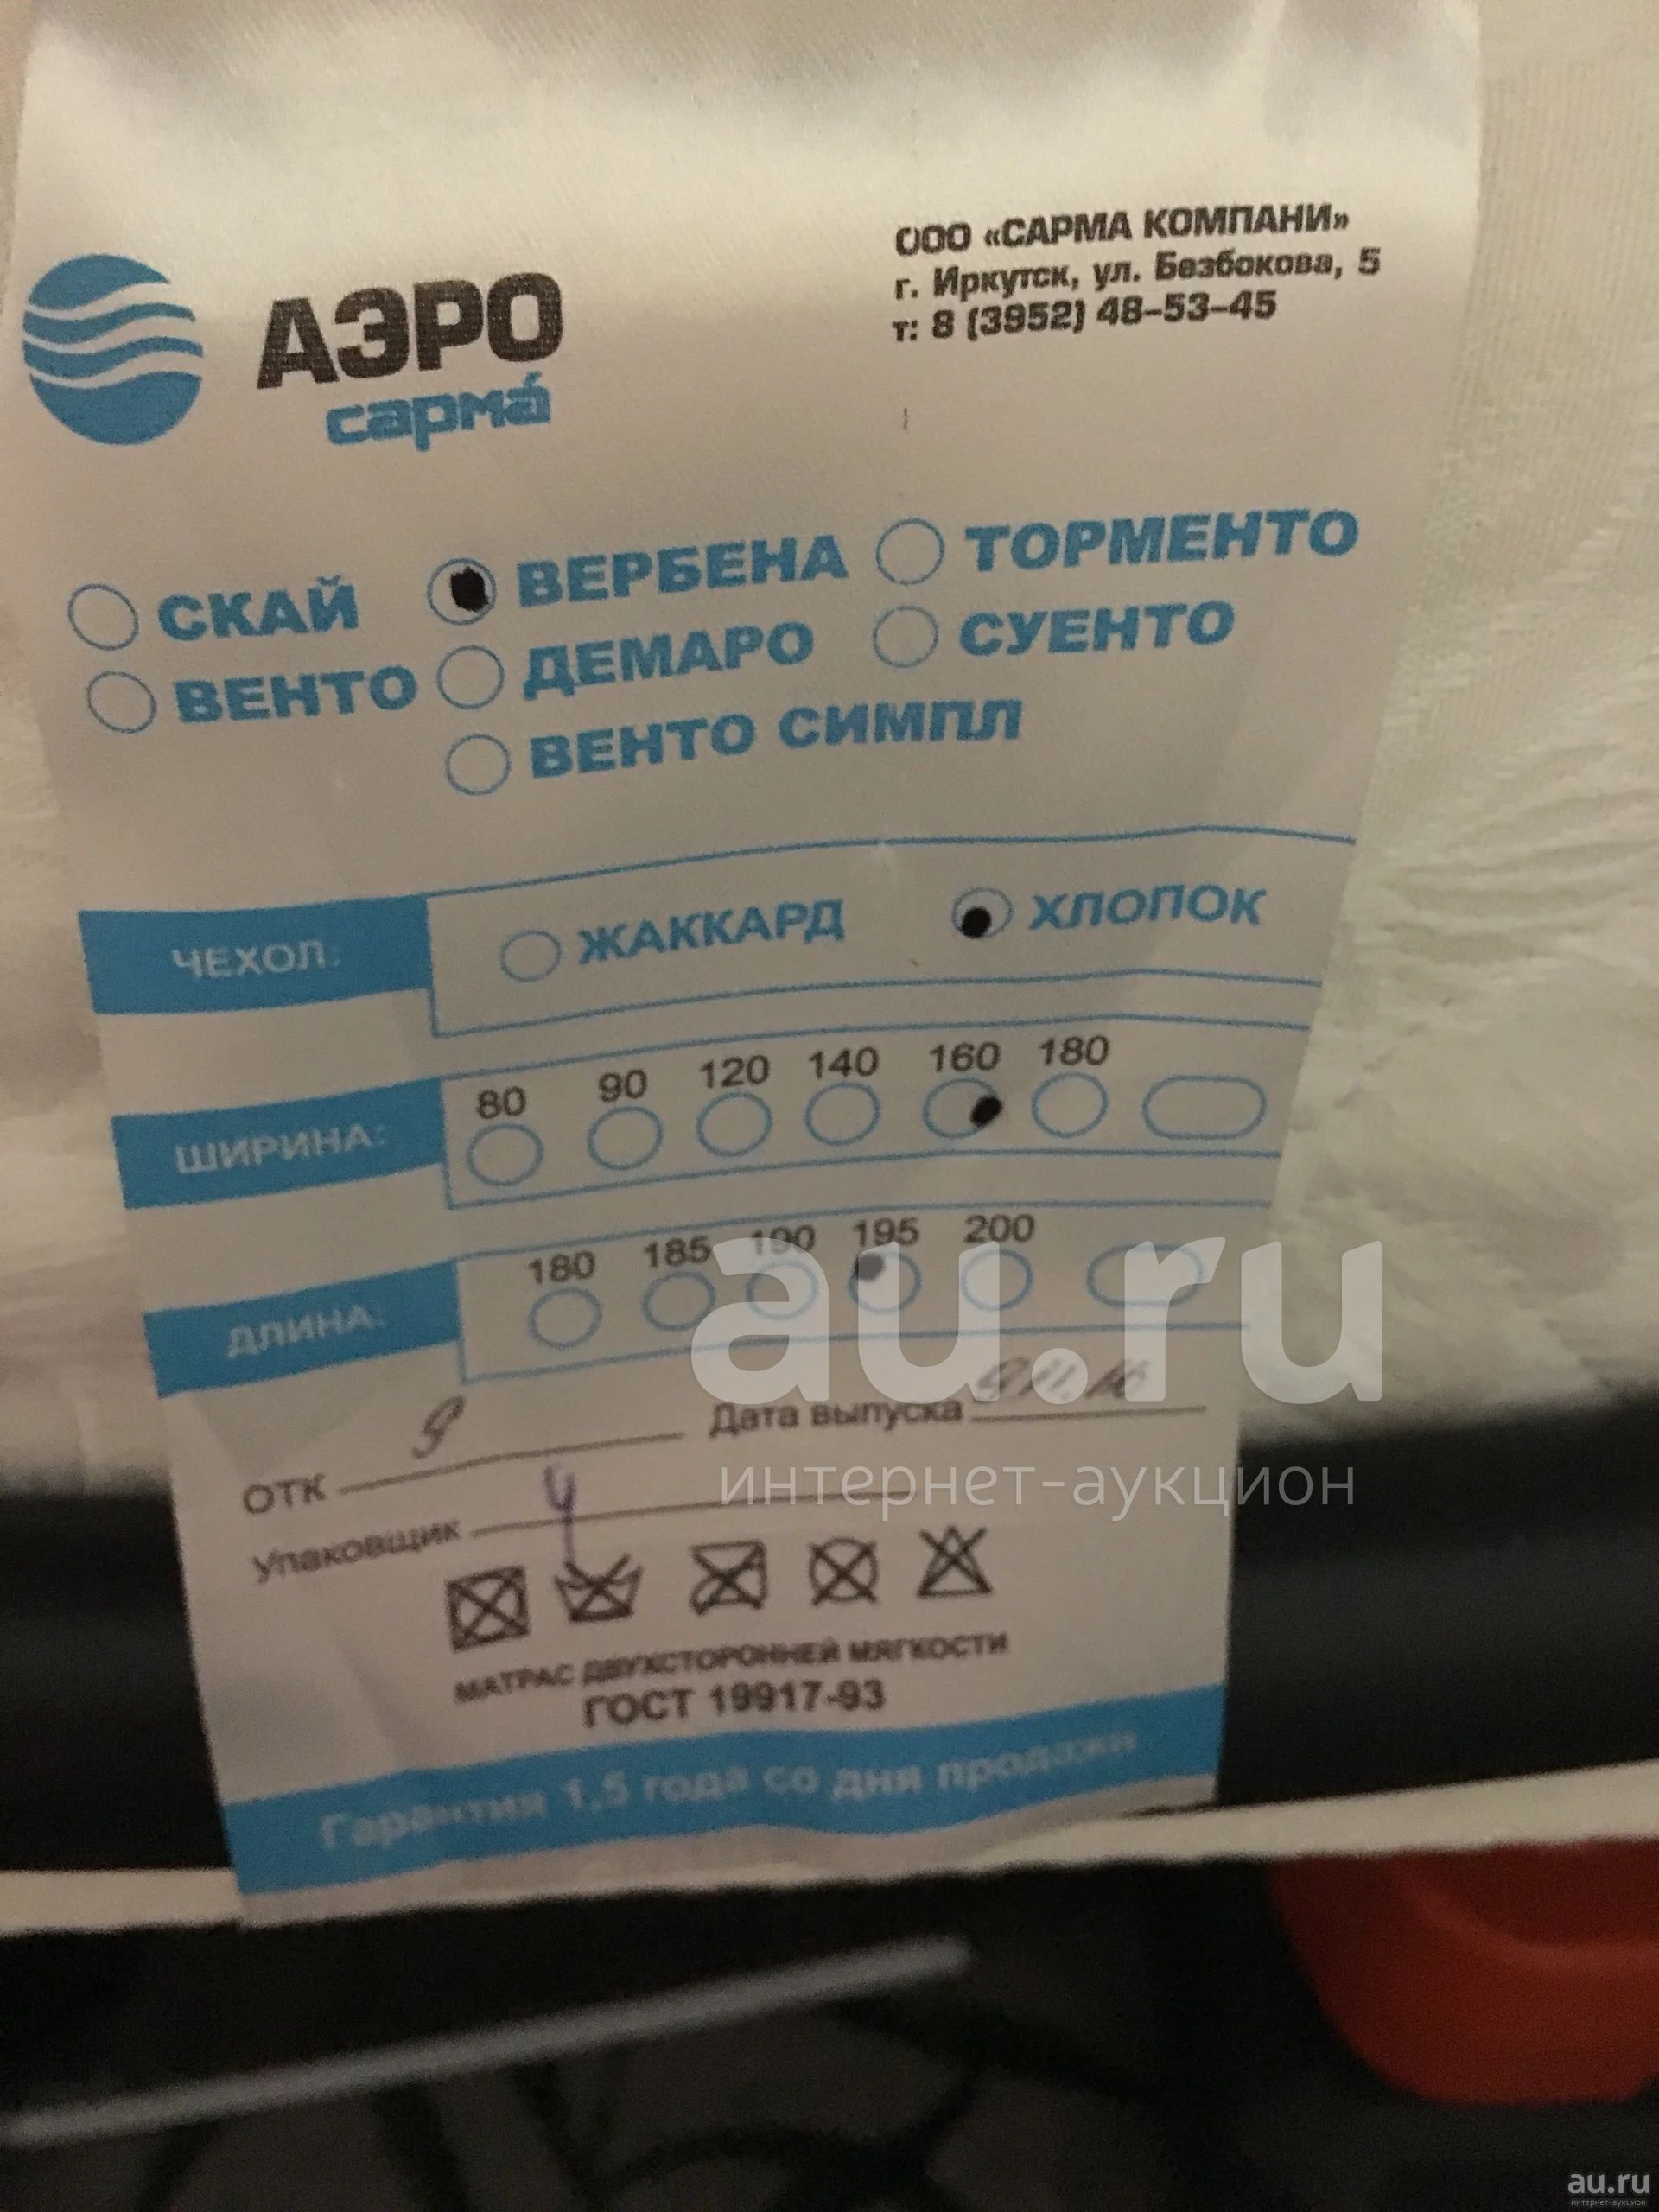 АЭРО
сарма́
ООО «САРМА КОМПАНИ»
г. Иркутск, ул. Безбокова, 5
т: 8 (3952) 48-53-45
СКАЙ ВЕРБЕНА ТОРМЕНТО
ВЕНТО ДЕМАРО СУЕНТО
ВЕНТО СИМПЛ
ЧЕХОЛ: ЖАККАРД ХЛОПОК
80 90 120 140 160 180
ШИРИНА:
180 185 190 195 200
ДЛИНА:
au.ru
интернет-аукцион
ОТК 9 Дата выпуска
Упаковщик
МАТРАС ДВУХСТОРОННЕЙ МЯГКОСТИ
ГОСТ 19917-93
Гарантия 1,5 года со дня продажи
au.ru
интернет-аукцион